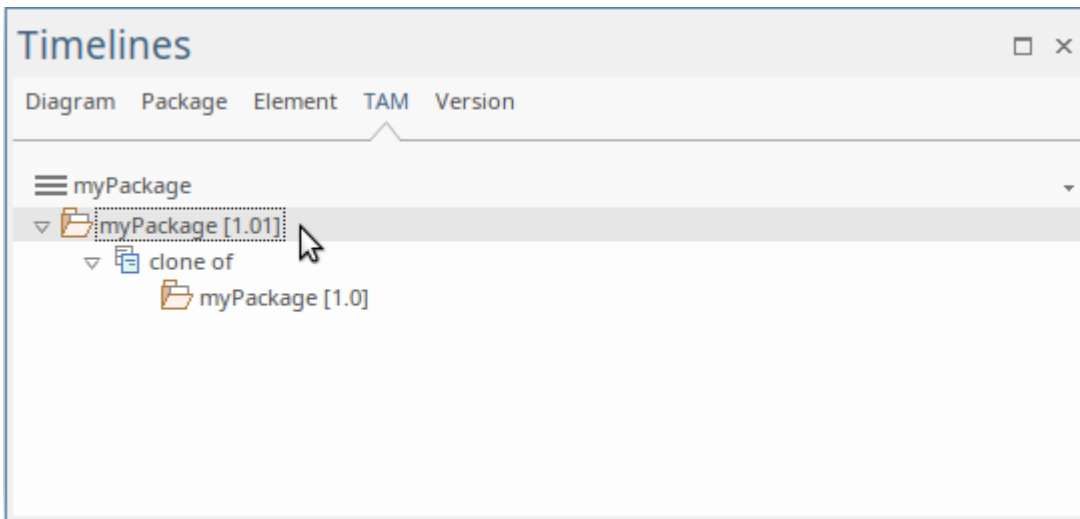 Timelines
Diagram Package Element TAM Version
myPackage
myPackage [1.01]
clone of
myPackage [1.0]